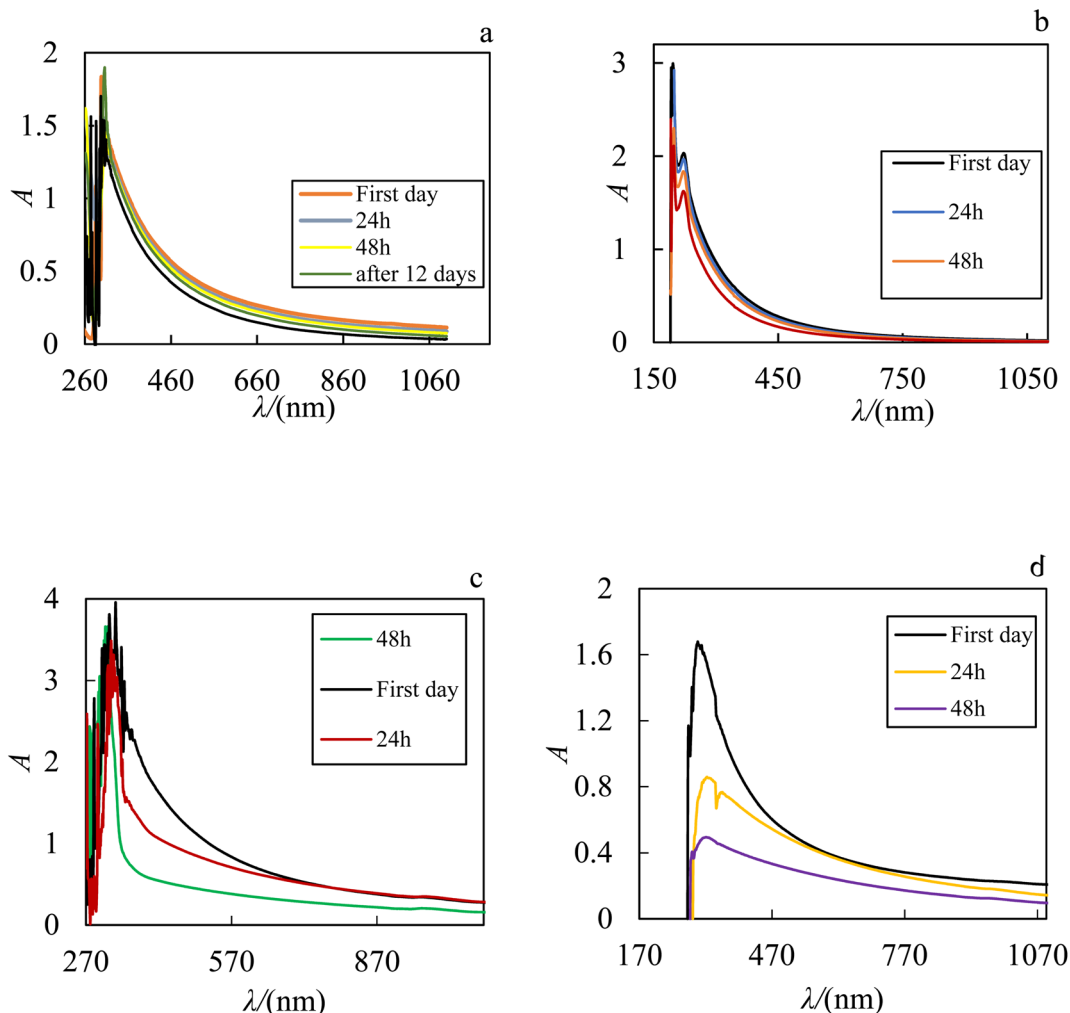 a
2
1.5
1
0.5
0
A
First day
24h
48h
after 12 days
260 460 660 860 1060
λ/(nm)
b
3
2
1
0
A
First day
24h
48h
150 450 750 1050
λ/(nm)
c
4
3
2
1
0
A
48h
First day
24h
270 570 870
λ/(nm)
d
2
1.6
1.2
0.8
0.4
0
A
First day
24h
48h
170 470 770 1070
λ/(nm)